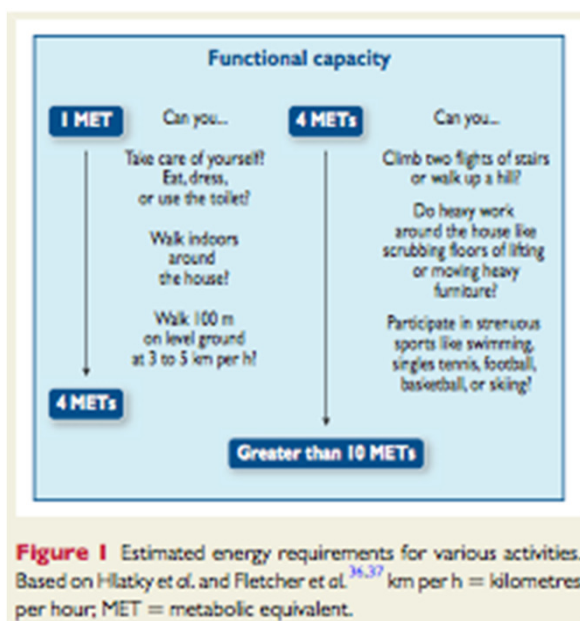 Functional capacity
1 MET
Can you...
Take care of yourself?
Eat, dress,
or use the toilet?
Walk indoors
around
the house?
Walk 100 m
on level ground
at 3 to 5 km per h?
4 METs
4 METs
Can you...
Climb two flights of stairs
or walk up a hill?
Do heavy work
around the house like
scrubbing floors of lifting
or moving heavy
furniture?
Participate in strenuous
sports like swimming,
singles tennis, football,
basketball, or skiing?
Greater than 10 METs
Figure 1 Estimated energy requirements for various activities.
Based on Hlatky et al. and Fletcher et al.36,37 km per h = kilometres
per hour; MET = metabolic equivalent.